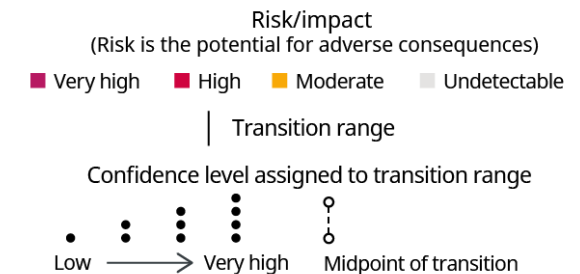 Risk/impact
(Risk is the potential for adverse consequences)
Very high High Moderate Undetectable
Transition range
Confidence level assigned to transition range
Low Very high Midpoint of transition